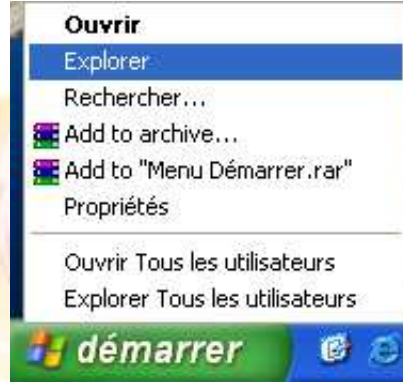 Ouvrir
Explorer
Rechercher...
Add to archive...
Add to "Menu Démarrer.rar"
Propriétés
Ouvrir Tous les utilisateurs
Explorer Tous les utilisateurs
démarrer